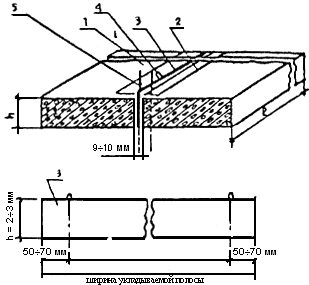 5 1 4 3 2
1
h
ℓ
9÷10 мм
3
h = 2÷3 мм
50÷70 мм
50÷70 мм
ширина укладываемой полосы